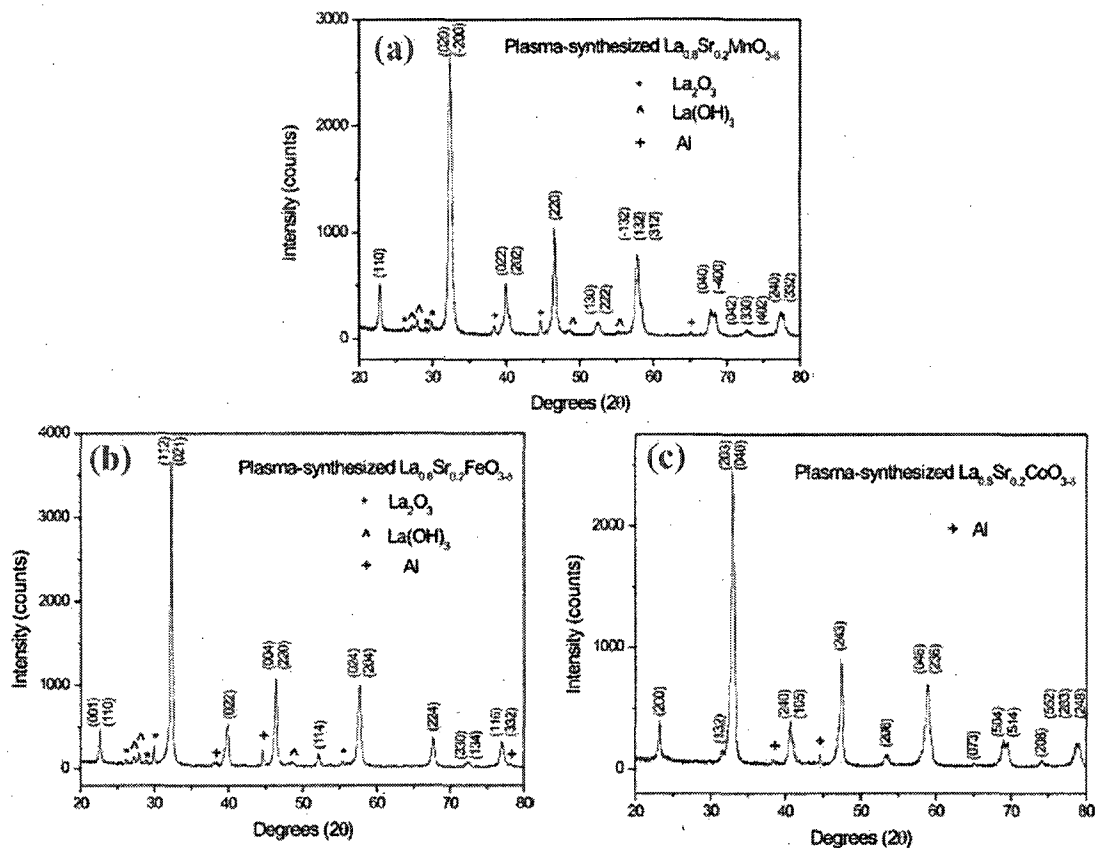 (a)
Plasma-synthesized La0.8Sr0.2MnO3-δ
* La2O3
^ La(OH)3
+ Al
Intensity (counts)
3000
2000
1000
0
(110)
(020)
(-200)
(022)
(202)
(220)
(130)
(222)
(-132)
(132)
(312)
(040)
(-400)
(042)
(330)
(402)
(240)
(332)
20 30 40 50 60 70 80
Degrees (2θ)
(b)
Plasma-synthesized La0.8Sr0.2FeO3-δ
* La2O3
^ La(OH)3
+ Al
Intensity (counts)
4000
3000
2000
1000
0
(001)
(110)
(112)
(021)
(022)
(004)
(220)
(114)
(024)
(204)
(224)
(330)
(134)
(116)
(332)
20 30 40 50 60 70 80
Degrees (2θ)
(c)
Plasma-synthesized La0.8Sr0.2CoO3-δ
+ Al
Intensity (counts)
2000
1000
0
(200)
(132)
(203)
(040)
(240)
(105)
(243)
(208)
(046)
(236)
(073)
(504)
(514)
(206)
(552)
(283)
(248)
20 30 40 50 60 70 80
Degrees (2θ)